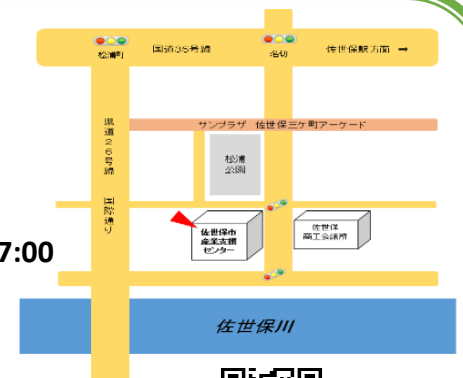 松浦町
国道35号線
名切
佐世保駅方面 →
県道26号線 国際通り
サンプラザ 佐世保三ケ町アーケード
松浦
公園
佐世保市
産業支援
センター
佐世保
商工会議所
7:00
佐世保川